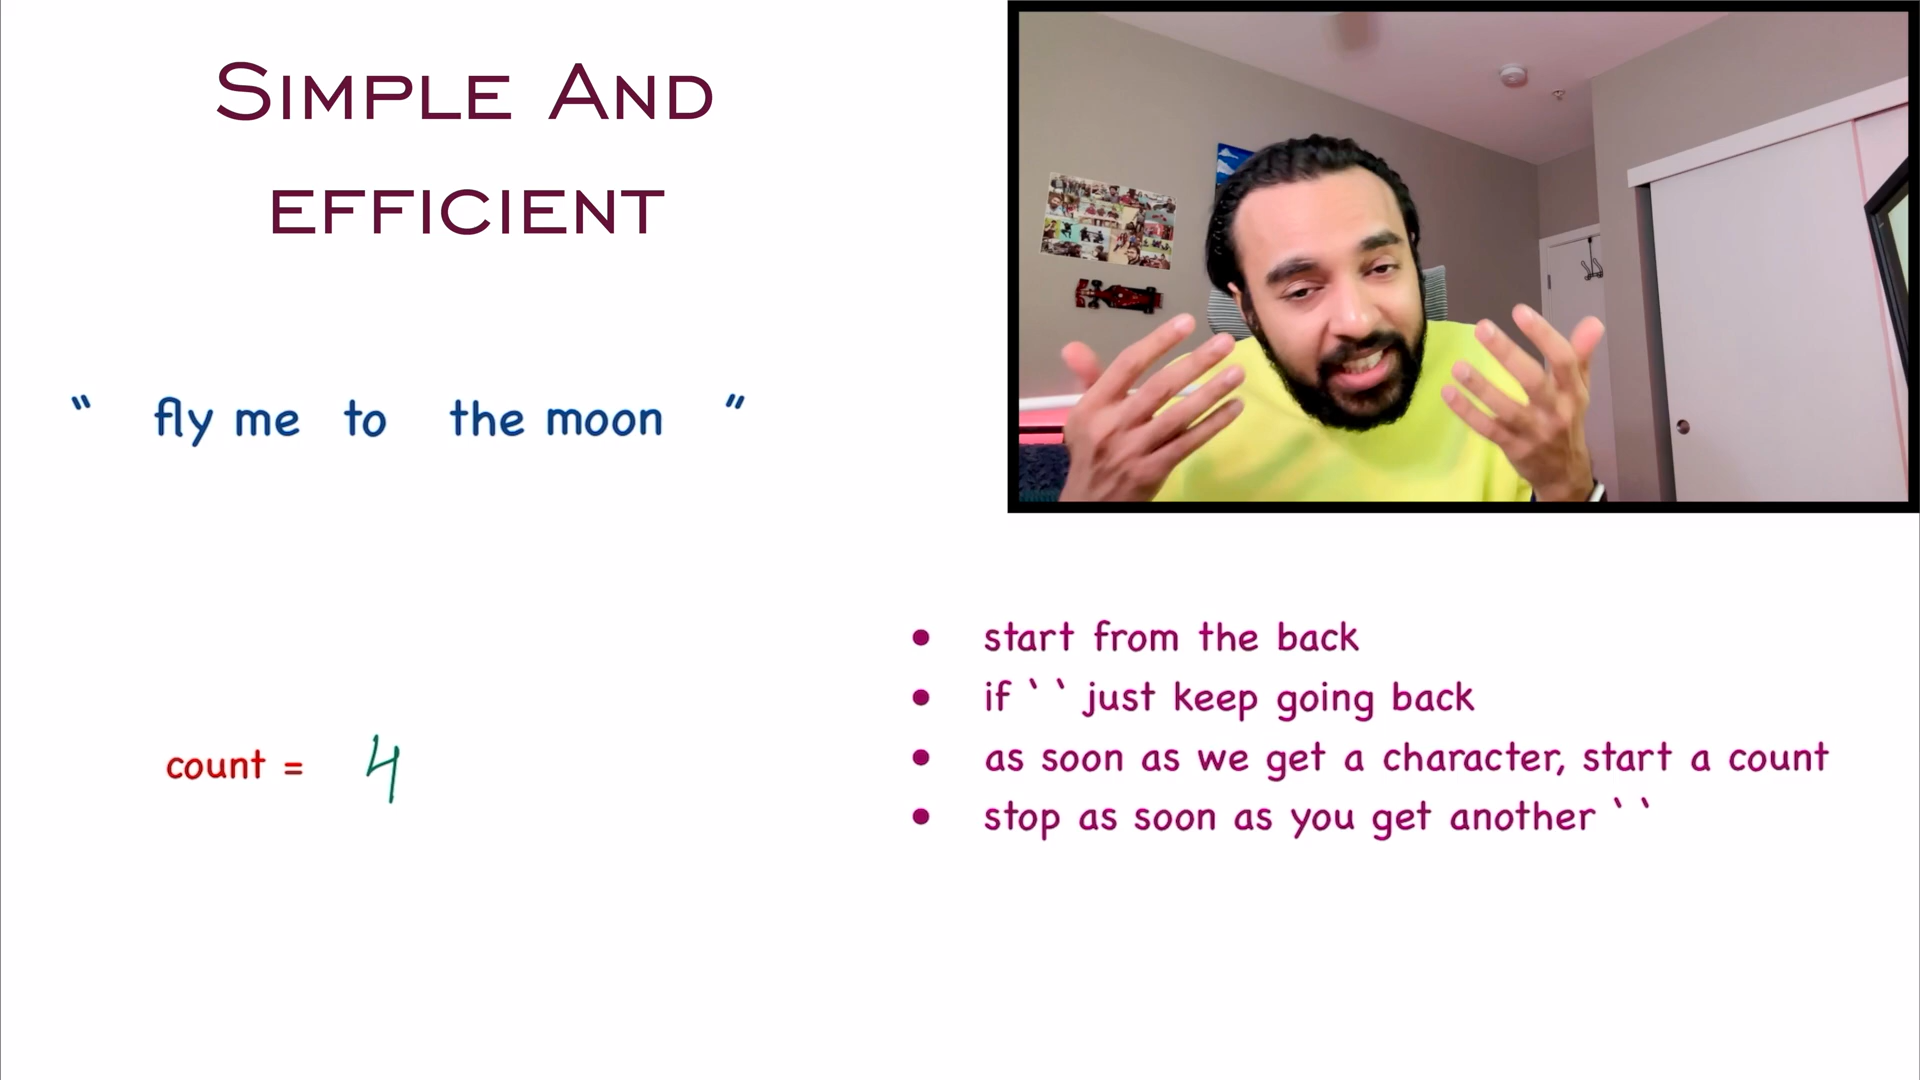 SIMPLE AND
EFFICIENT
“ fly me to the moon ”
• start from the back
• if ` ` just keep going back
• as soon as we get a character, start a count
count = 4
• stop as soon as you get another ` `